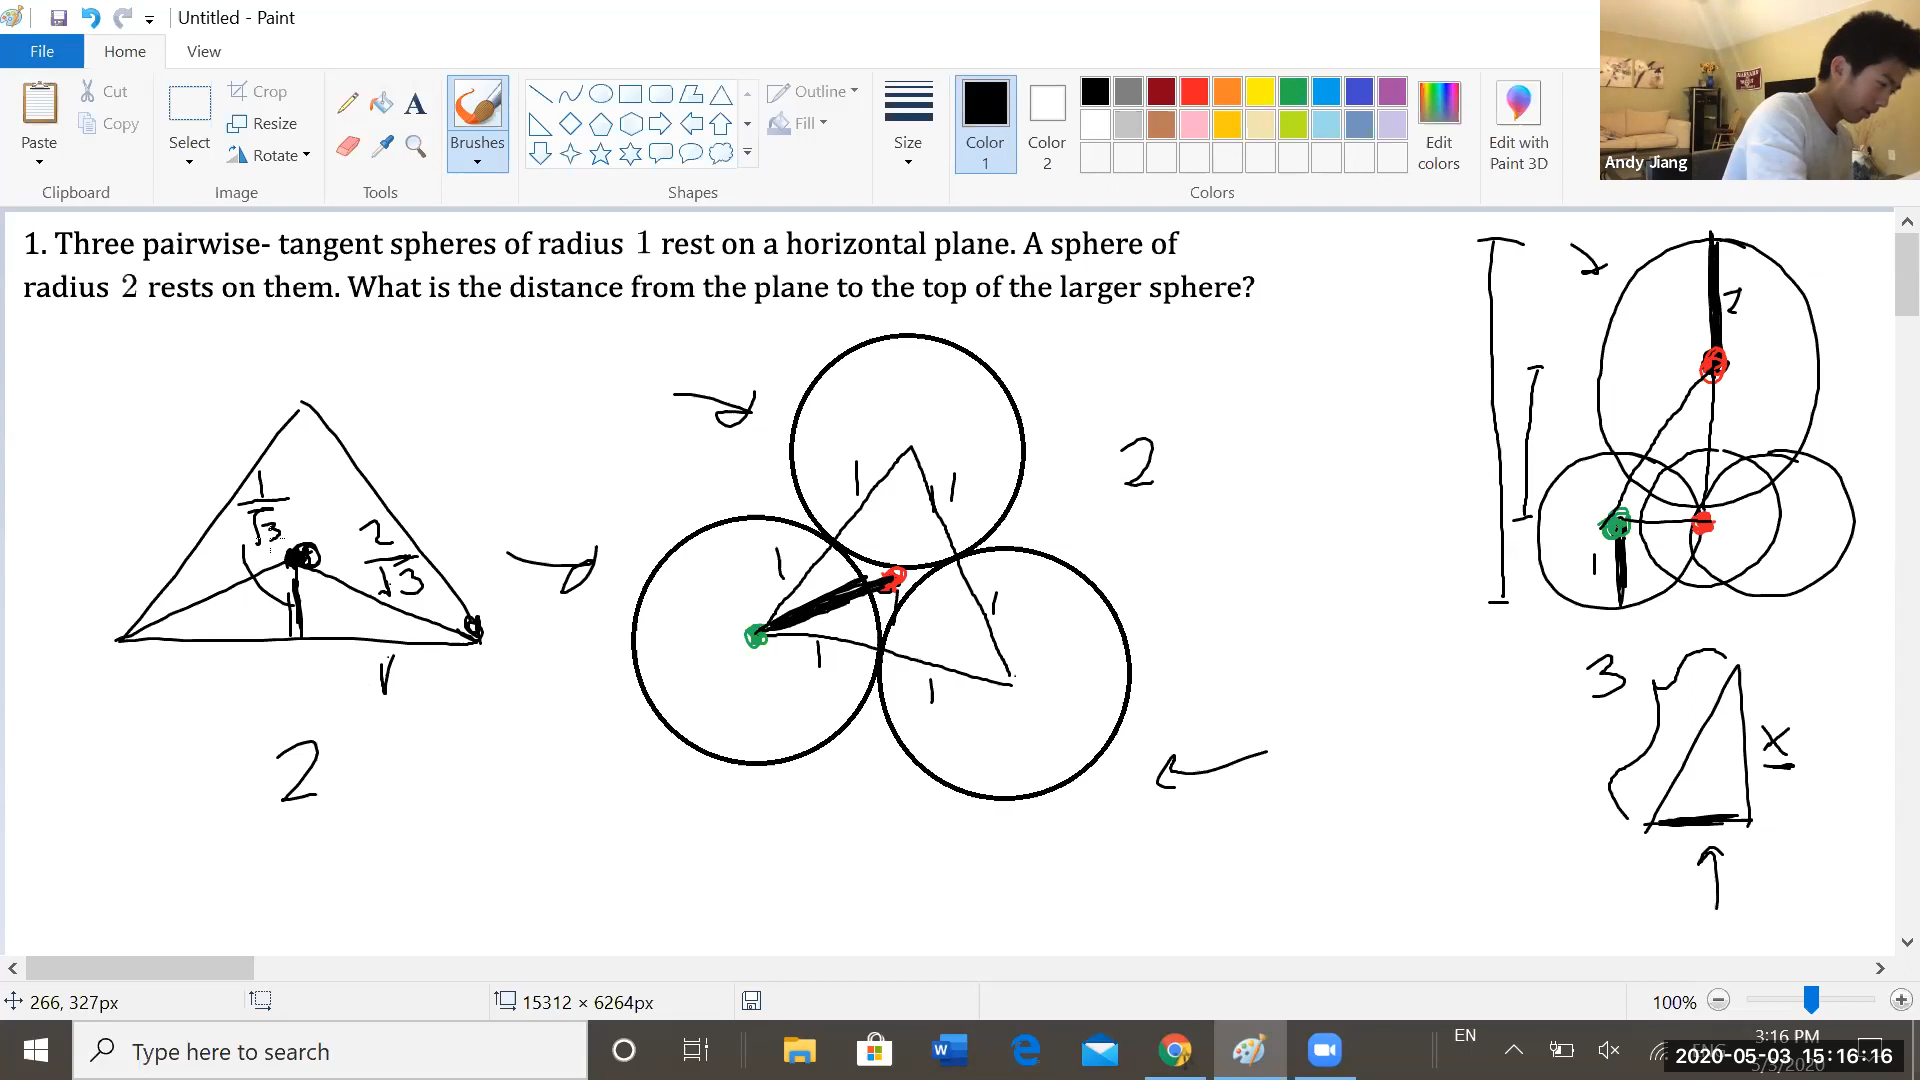 Untitled - Paint
File
Home
View
Paste
Cut
Copy
Clipboard
Select
Crop
Resize
Rotate
Image
Tools
Brushes
Shapes
Outline
Fill
Size
Color 1
Color 2
Colors
Edit colors
Edit with Paint 3D
Andy Jiang
1. Three pairwise- tangent spheres of radius 1 rest on a horizontal plane. A sphere of
radius 2 rests on them. What is the distance from the plane to the top of the larger sphere?
1/√3
2/√3
1
2
1
1
1
1
1
1
2
2
1
3
x
266, 327px
15312 × 6264px
100%
Type here to search
EN
3:16 PM
2020-05-03 15:16:16